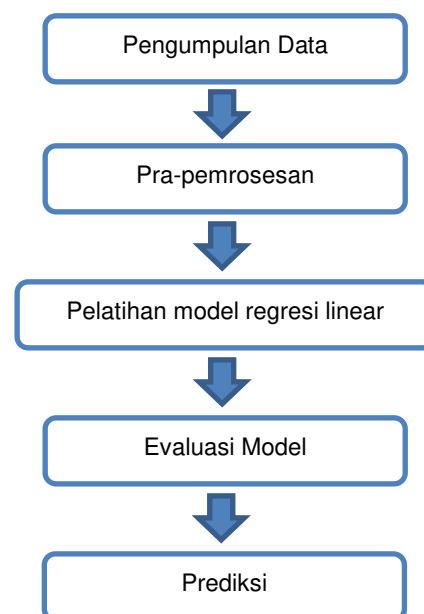 Pengumpulan Data
Pra-pemrosesan
Pelatihan model regresi linear
Evaluasi Model
Prediksi